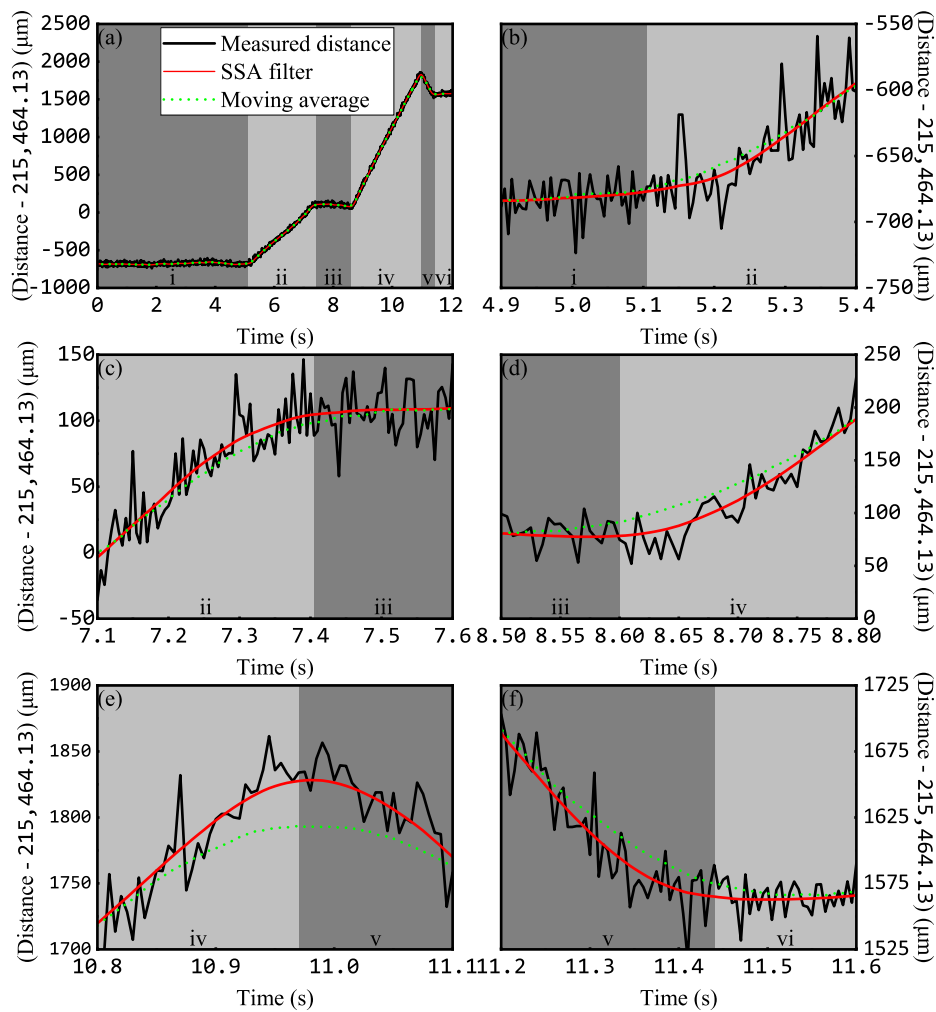 (a)
Measured distance
SSA filter
Moving average
2500
2000
1500
1000
500
0
-500
-1000
(Distance - 215,464.13) (μm)
i
ii
iii
iv
v
vi
0 2 4 6 8 10 12
Time (s)
(b)
-550
-600
-650
-700
-750
(Distance - 215,464.13) (μm)
i
ii
4.9 5.0 5.1 5.2 5.3 5.4
Time (s)
(c)
150
100
50
0
-50
(Distance - 215,464.13) (μm)
ii
iii
7.1 7.2 7.3 7.4 7.5 7.6
Time (s)
(d)
250
200
150
100
50
0
(Distance - 215,464.13) (μm)
iii
iv
8.50 8.55 8.60 8.65 8.70 8.75 8.80
Time (s)
(e)
1900
1850
1800
1750
1700
(Distance - 215,464.13) (μm)
iv
v
10.8 10.9 11.0 11.1
Time (s)
(f)
1725
1675
1625
1575
1525
(Distance - 215,464.13) (μm)
v
vi
11.2 11.3 11.4 11.5 11.6
Time (s)